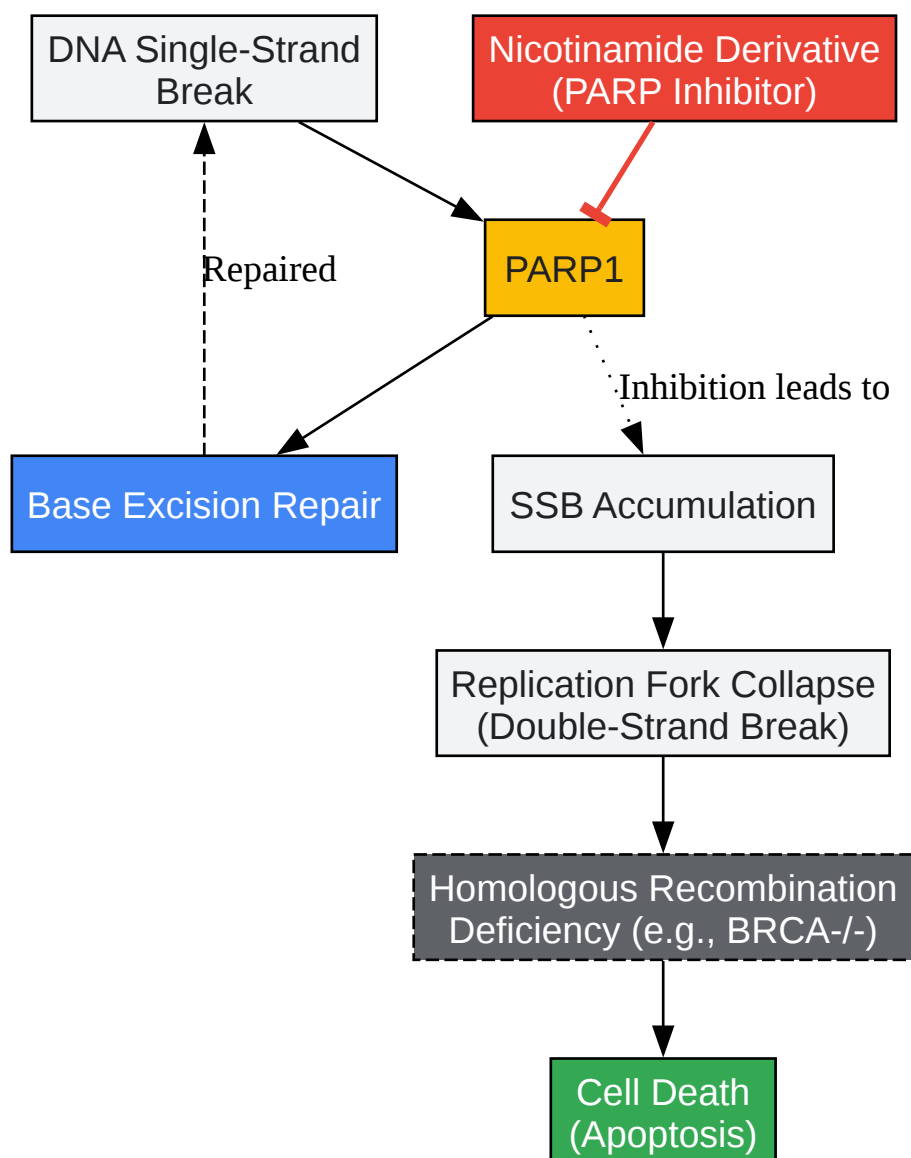 DNA Single-Strand
Break
Nicotinamide Derivative
(PARP Inhibitor)
PARP1
Repaired
Inhibition leads to
Base Excision Repair
SSB Accumulation
Replication Fork Collapse
(Double-Strand Break)
Homologous Recombination
Deficiency (e.g., BRCA-/-)
Cell Death
(Apoptosis)